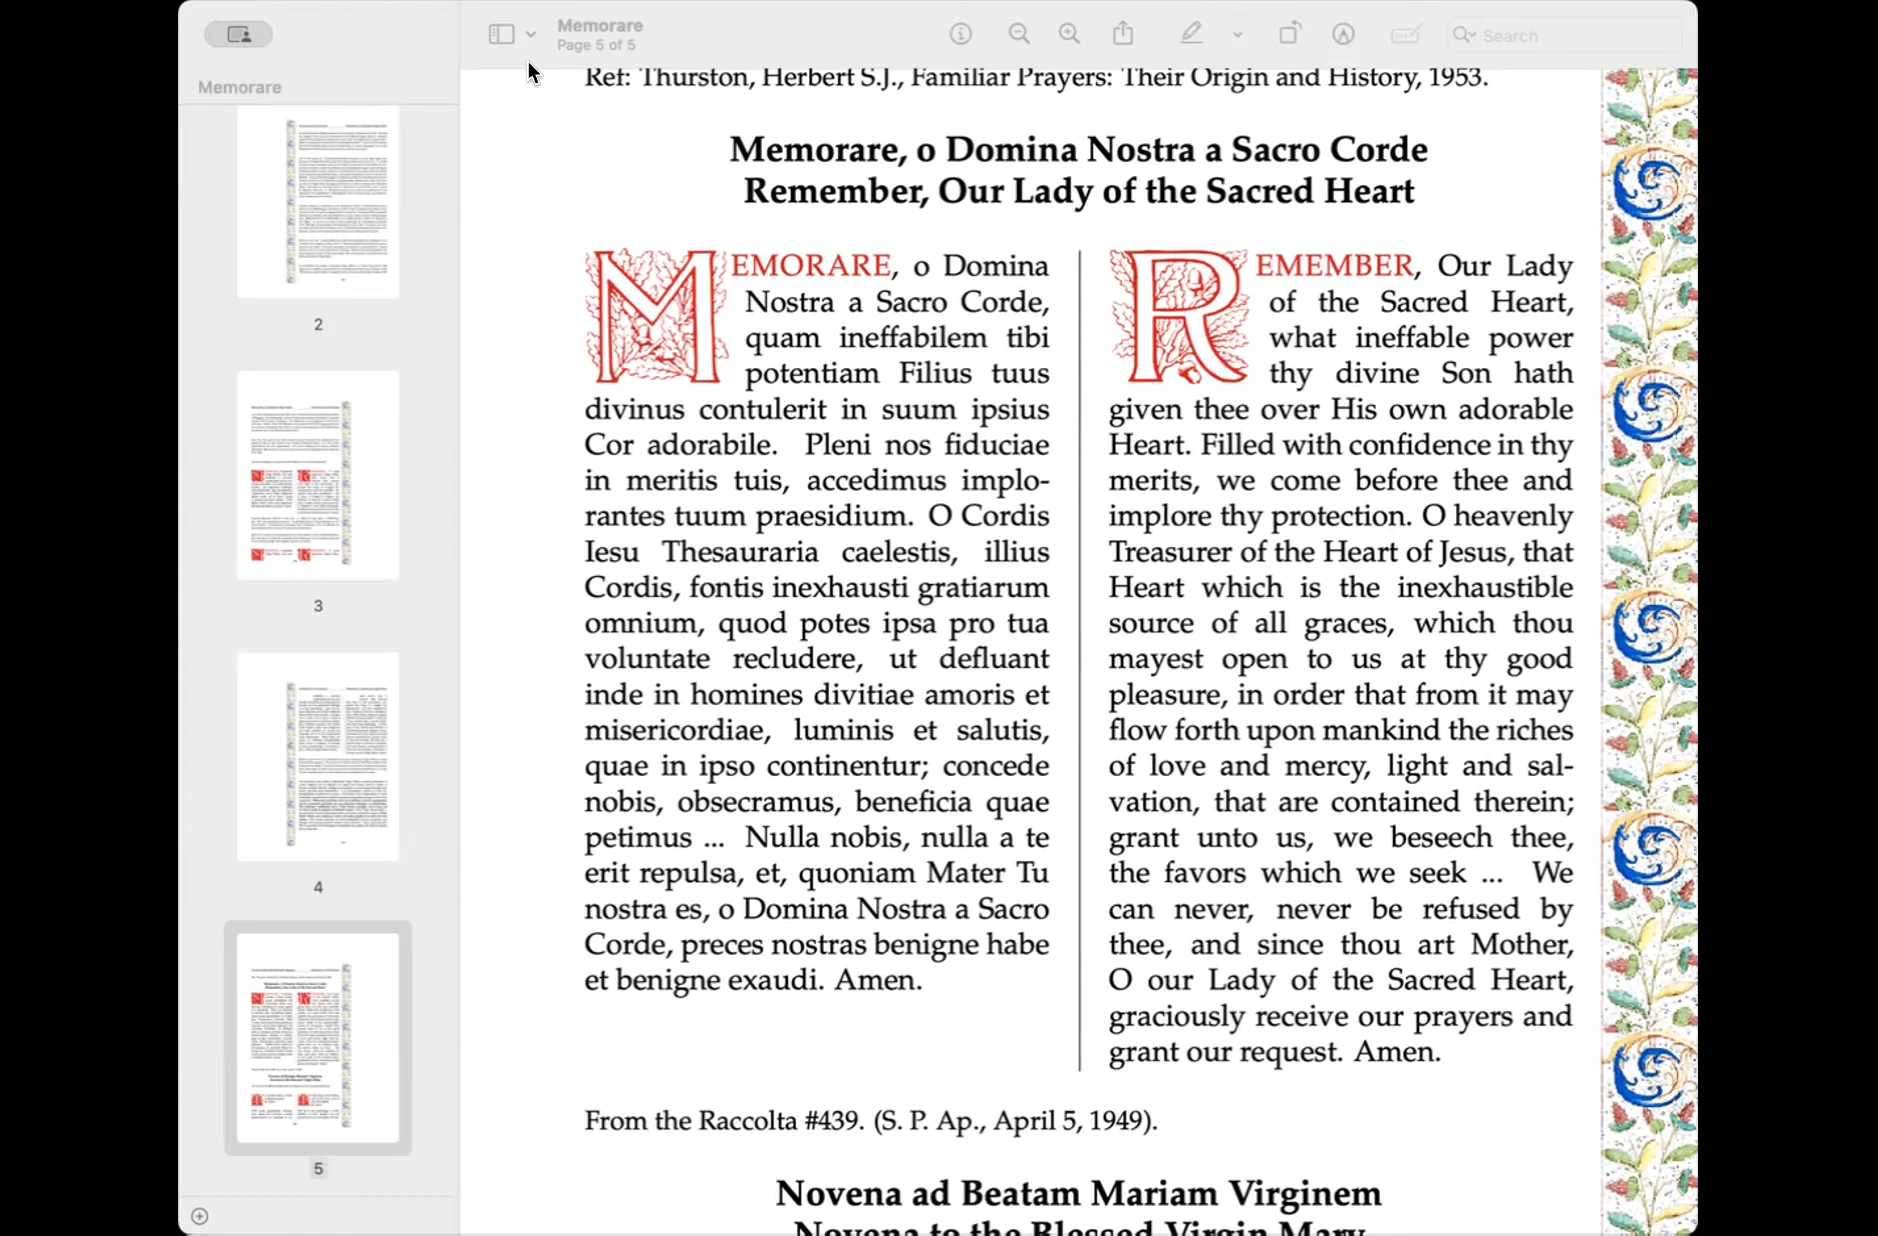 Memorare
Page 5 of 5
Search
Memorare
2
3
4
5
Ref: Thurston, Herbert S.J., Familiar Prayers: Their Origin and History, 1953.
Memorare, o Domina Nostra a Sacro Corde
Remember, Our Lady of the Sacred Heart
MEMORARE, o Domina
Nostra a Sacro Corde,
quam ineffabilem tibi
potentiam Filius tuus
divinus contulerit in suum ipsius
Cor adorabile. Pleni nos fiduciae
in meritis tuis, accedimus implo-
rantes tuum praesidium. O Cordis
Iesu Thesauraria caelestis, illius
Cordis, fontis inexhausti gratiarum
omnium, quod potes ipsa pro tua
voluntate recludere, ut defluant
inde in homines divitiae amoris et
misericordiae, luminis et salutis,
quae in ipso continentur; concede
nobis, obsecramus, beneficia quae
petimus ... Nulla nobis, nulla a te
erit repulsa, et, quoniam Mater Tu
nostra es, o Domina Nostra a Sacro
Corde, preces nostras benigne habe
et benigne exaudi. Amen.
REMEMBER, Our Lady
of the Sacred Heart,
what ineffable power
thy divine Son hath
given thee over His own adorable
Heart. Filled with confidence in thy
merits, we come before thee and
implore thy protection. O heavenly
Treasurer of the Heart of Jesus, that
Heart which is the inexhaustible
source of all graces, which thou
mayest open to us at thy good
pleasure, in order that from it may
flow forth upon mankind the riches
of love and mercy, light and sal-
vation, that are contained therein;
grant unto us, we beseech thee,
the favors which we seek ... We
can never, never be refused by
thee, and since thou art Mother,
O our Lady of the Sacred Heart,
graciously receive our prayers and
grant our request. Amen.
From the Raccolta #439. (S. P. Ap., April 5, 1949).
Novena ad Beatam Mariam Virginem
Novena to the Blessed Virgin Mary